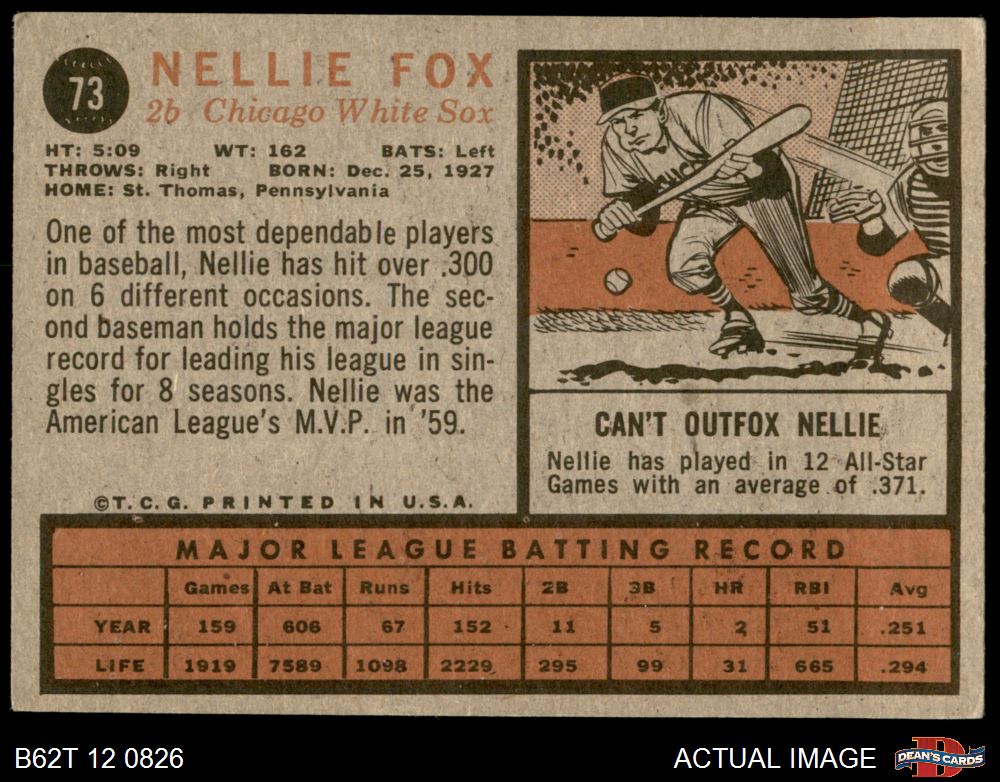 73
NELLIE FOX
2b Chicago White Sox
HT: 5:09 WT: 162 BATS: Left
THROWS: Right BORN: Dec. 25, 1927
HOME: St. Thomas, Pennsylvania
One of the most dependable players
in baseball, Nellie has hit over .300
on 6 different occasions. The sec-
ond baseman holds the major league
record for leading his league in sin-
gles for 8 seasons. Nellie was the
American League's M.V.P. in '59.
©T.C.G. PRINTED IN U.S.A.
CAN'T OUTFOX NELLIE
Nellie has played in 12 All-Star
Games with an average of .371.
MAJOR LEAGUE BATTING RECORD
Games At Bat Runs Hits 2B 3B HR RBI Avg
YEAR 159 606 67 152 11 5 2 51 .251
LIFE 1919 7589 1098 2229 295 99 31 665 .294
B62T 12 0826 ACTUAL IMAGE
D
DEAN'S CARDS